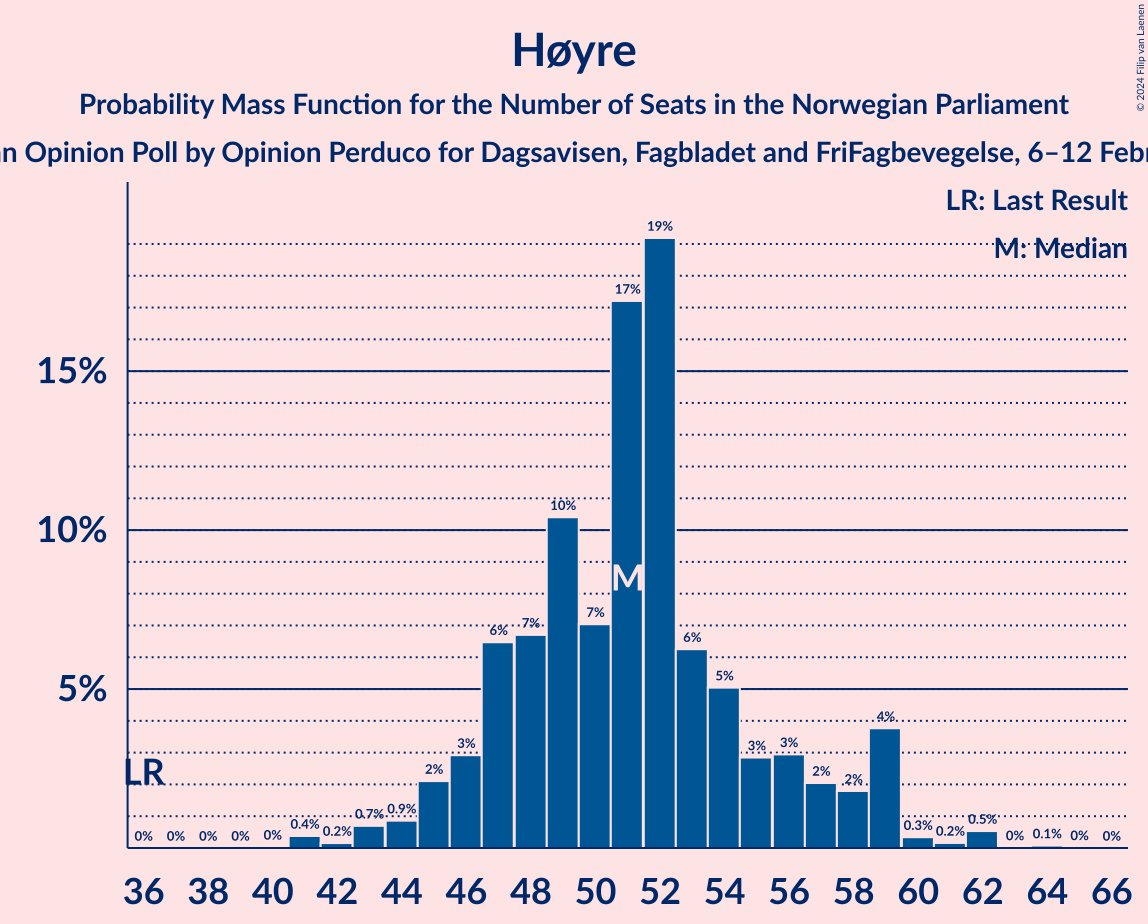 Høyre
Probability Mass Function for the Number of Seats in the Norwegian Parliament
n Opinion Poll by Opinion Perduco for Dagsavisen, Fagbladet and FriFagbevegelse, 6–12 Febr
© 2024 Filip van Laenen
LR: Last Result
M: Median
15%
10%
5%
LR
M
0% 0% 0% 0% 0% 0.4% 0.2% 0.7% 0.9% 2% 3% 6% 7% 10% 7% 17% 19% 6% 5% 3% 3% 2% 2% 4% 0.3% 0.2% 0.5% 0% 0.1% 0% 0%
36 38 40 42 44 46 48 50 52 54 56 58 60 62 64 66